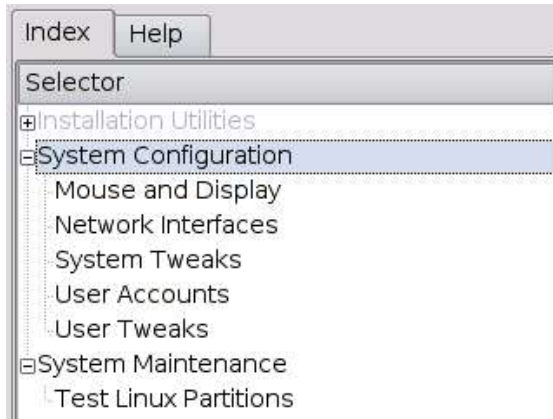 Index Help
Selector
Installation Utilities
System Configuration
Mouse and Display
Network Interfaces
System Tweaks
User Accounts
User Tweaks
System Maintenance
Test Linux Partitions